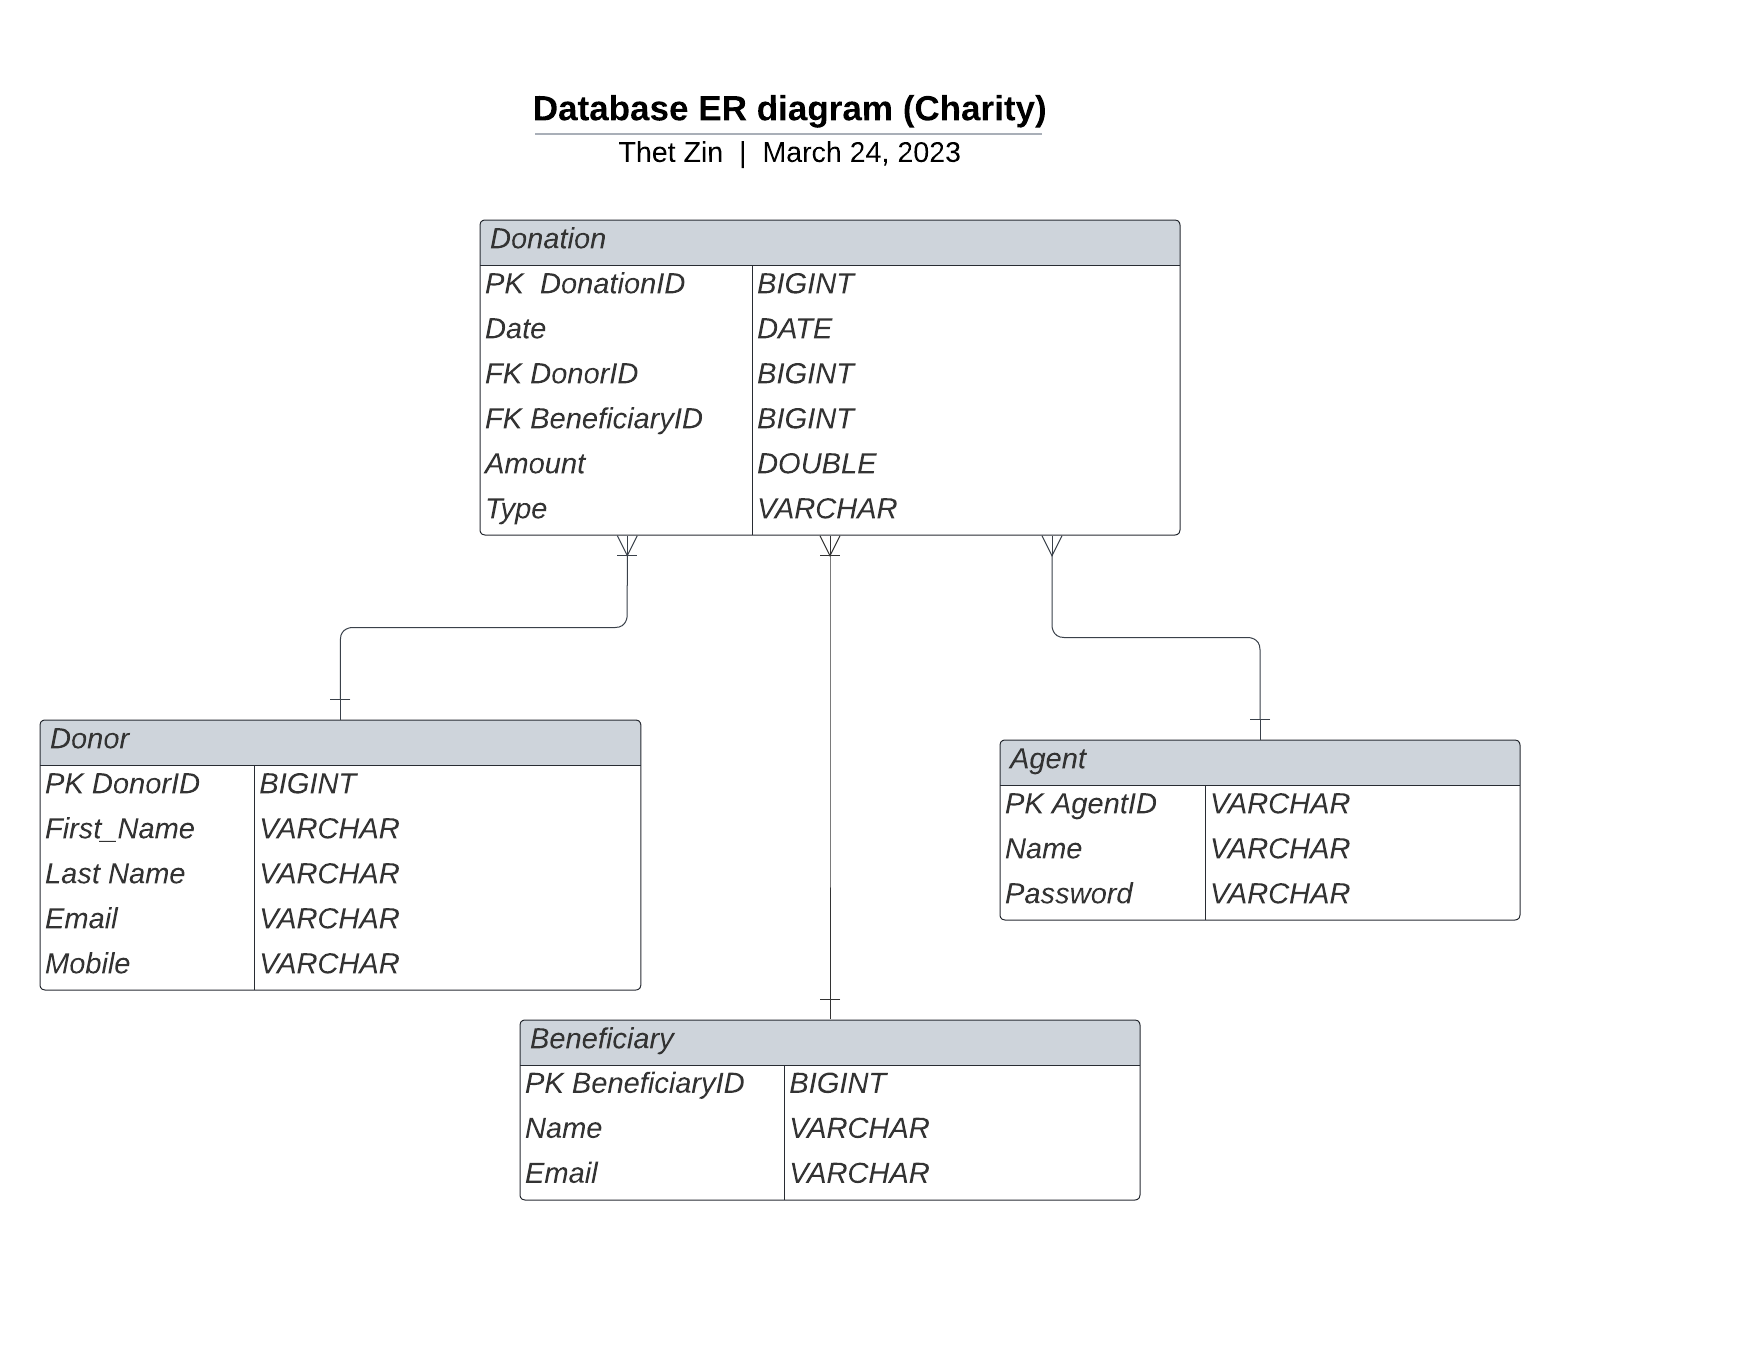 Database ER diagram (Charity)
Thet Zin | March 24, 2023
Donation
PK DonationID BIGINT
Date DATE
FK DonorID BIGINT
FK BeneficiaryID BIGINT
Amount DOUBLE
Type VARCHAR
Donor
PK DonorID BIGINT
First_Name VARCHAR
Last Name VARCHAR
Email VARCHAR
Mobile VARCHAR
Agent
PK AgentID VARCHAR
Name VARCHAR
Password VARCHAR
Beneficiary
PK BeneficiaryID BIGINT
Name VARCHAR
Email VARCHAR